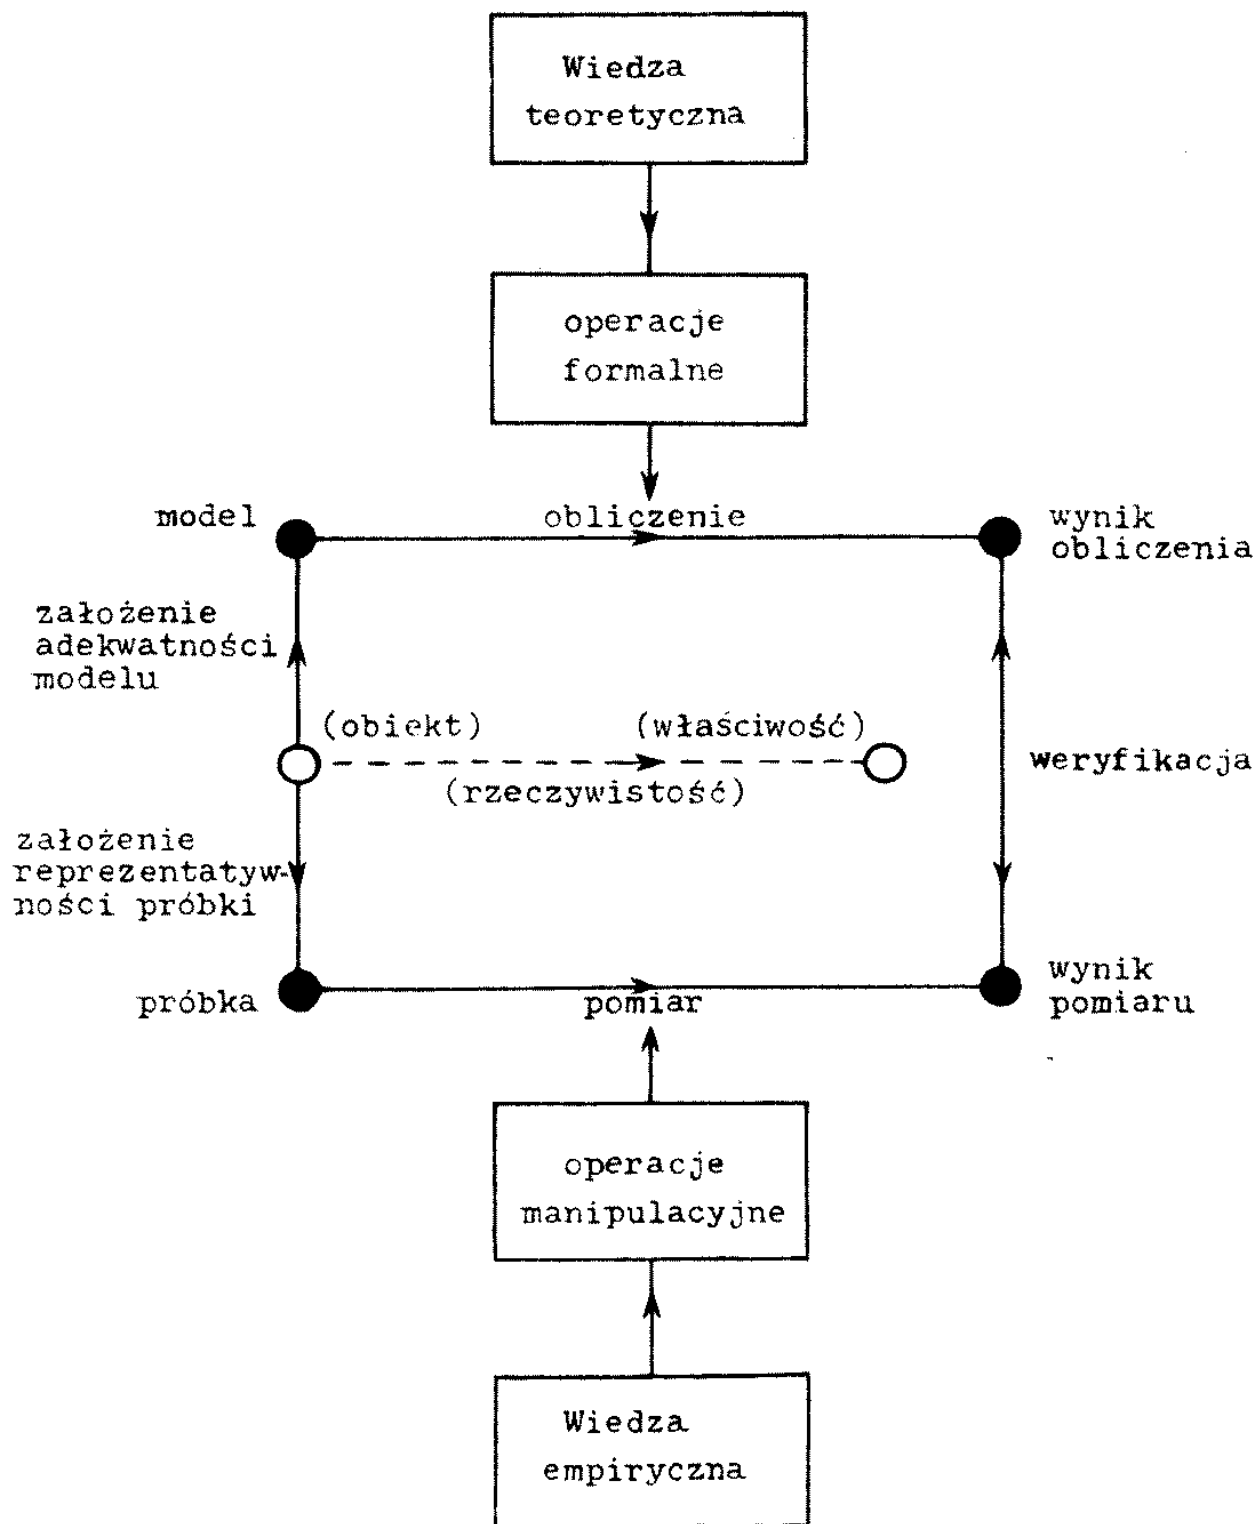 Wiedza
teoretyczna
operacje
formalne
model
obliczenie
wynik
obliczenia
założenie
adekwatności
modelu
(obiekt)
(właściwość)
(rzeczywistość)
weryfikacja
założenie
reprezentatyw-
ności próbki
próbka
pomiar
wynik
pomiaru
operacje
manipulacyjne
Wiedza
empiryczna